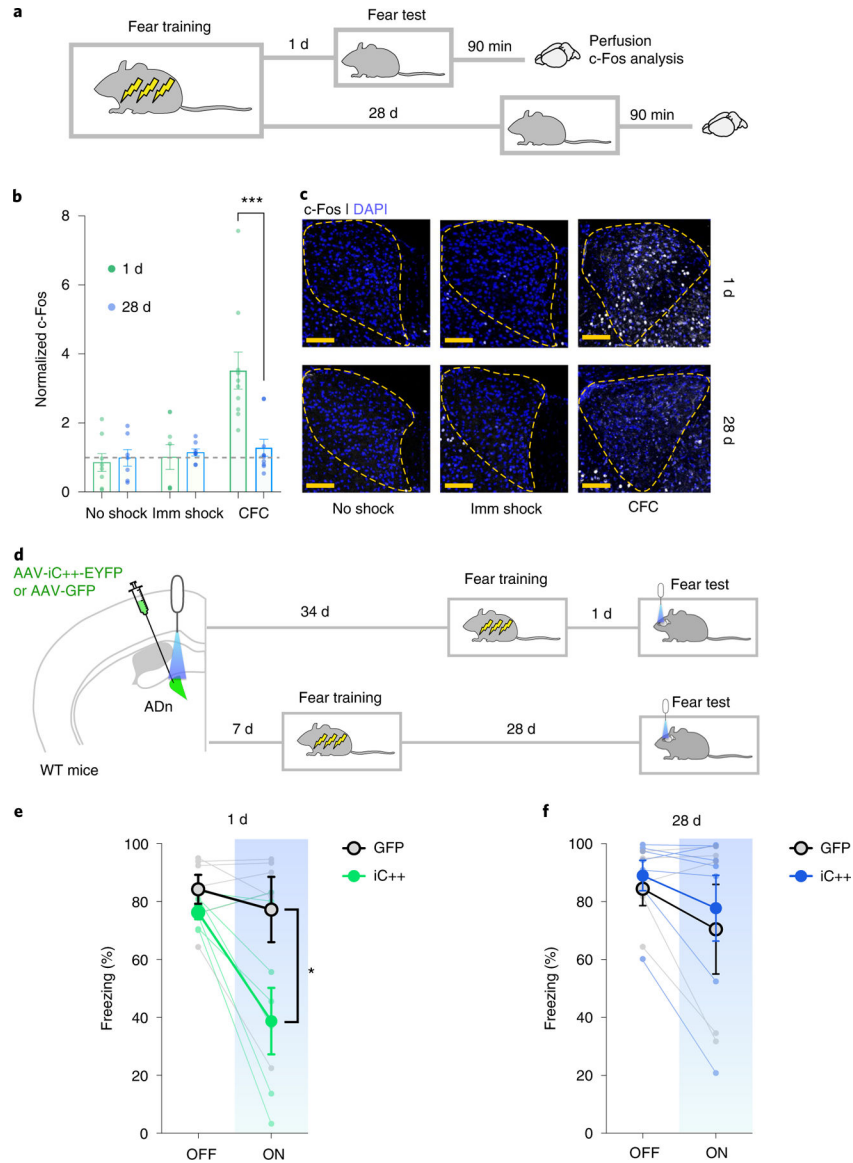 a
Fear training
Fear test
1 d
90 min
Perfusion
c-Fos analysis
28 d
90 min
b
Normalized c-Fos
8
6
4
2
0
***
1 d
28 d
No shock
Imm shock
CFC
c
c-Fos | DAPI
1 d
28 d
No shock
Imm shock
CFC
d
AAV-iC++-EYFP
or AAV-GFP
ADn
WT mice
34 d
Fear training
1 d
Fear test
7 d
Fear training
28 d
Fear test
e
1 d
Freezing (%)
100
80
60
40
20
0
OFF
ON
*
GFP
iC++
f
28 d
Freezing (%)
100
80
60
40
20
0
OFF
ON
GFP
iC++